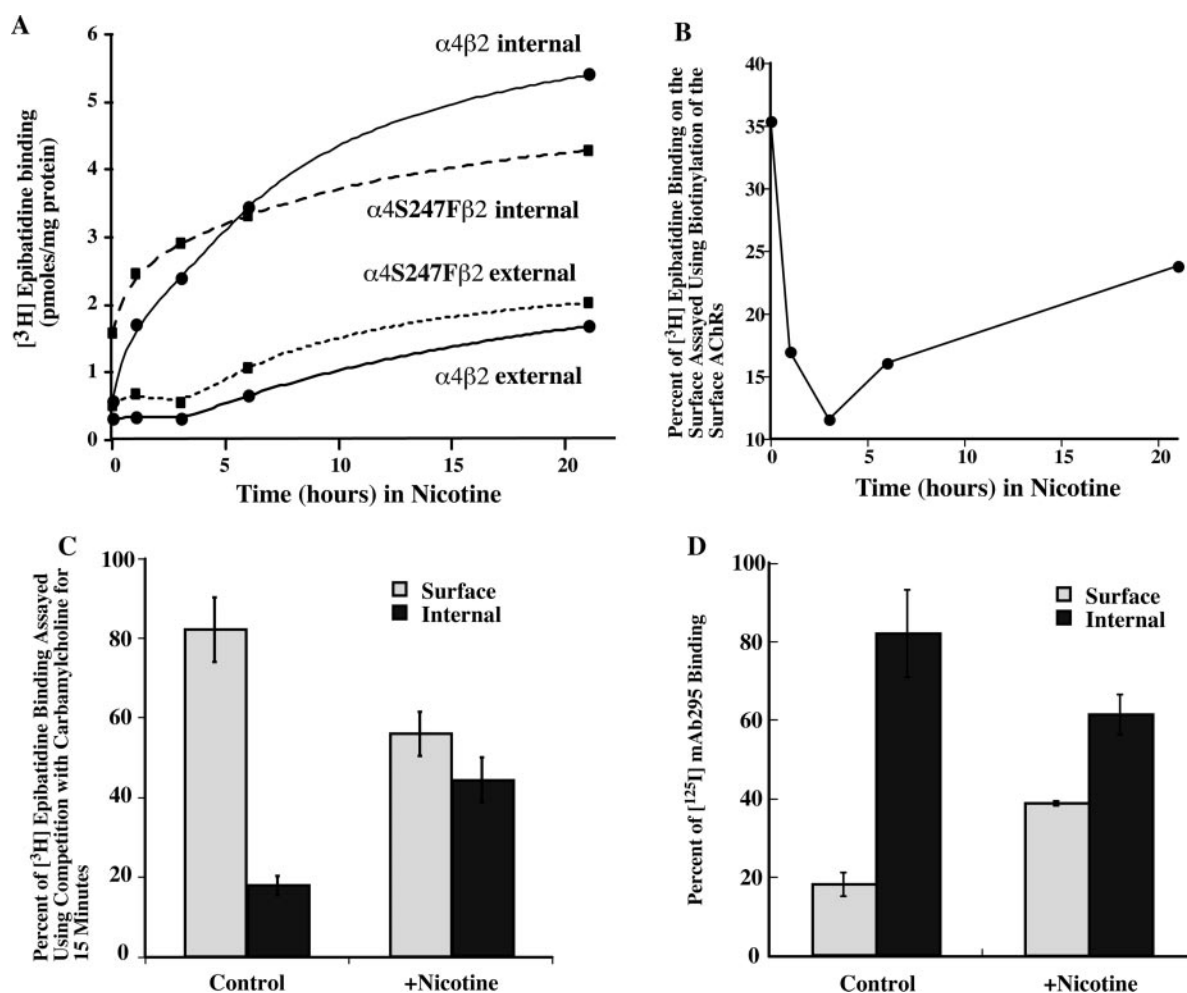 A
[³H] Epibatidine binding
(pmoles/mg protein)
6
5
4
3
2
1
0
α4β2 internal
α4S247Fβ2 internal
α4S247Fβ2 external
α4β2 external
0
5
10
15
20
Time (hours) in Nicotine
B
Percent of [³H] Epibatidine Binding on the
Surface Assayed Using Biotinylation of the
Surface AChRs
40
35
30
25
20
15
10
0
5
10
15
20
Time (hours) in Nicotine
C
Percent of [³H] Epibatidine Binding Assayed
Using Competition with Carbamylcholine for
15 Minutes
100
80
60
40
20
0
Surface
Internal
Control
+Nicotine
D
Percent of [¹²⁵I] mAb295 Binding
100
80
60
40
20
0
Surface
Internal
Control
+Nicotine